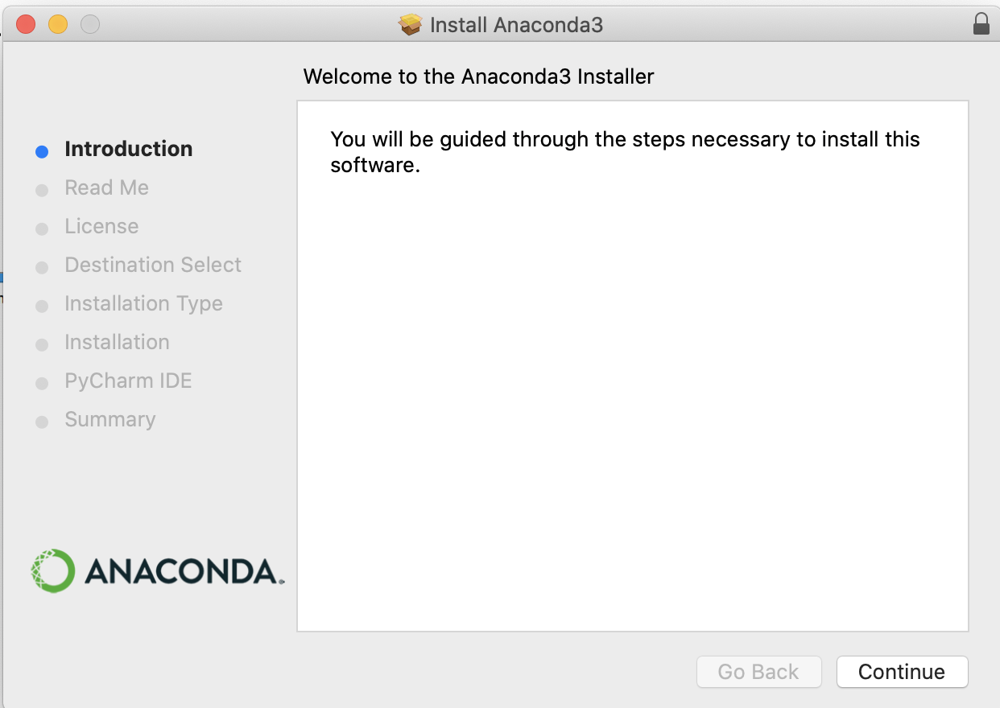 Install Anaconda3
Welcome to the Anaconda3 Installer
Introduction
Read Me
License
Destination Select
Installation Type
Installation
PyCharm IDE
Summary
You will be guided through the steps necessary to install this
software.
ANACONDA.
Go Back
Continue